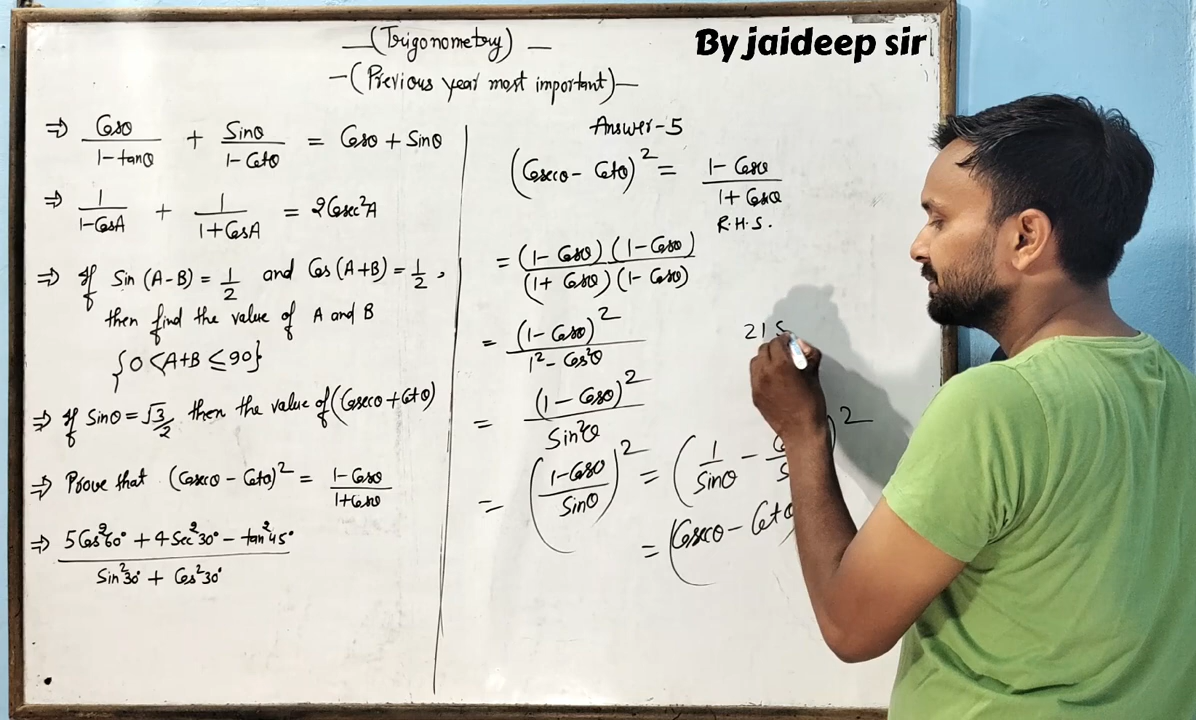 By jaideep sir
(Trigonometry)
(Previous year most important)
⇒ Cosθ/(1-tanθ) + Sinθ/(1-Cotθ) = Cosθ + Sinθ
⇒ 1/(1-CosA) + 1/(1+CosA) = 2Cosec²A
⇒ If Sin (A-B) = 1/2 and Cos (A+B) = 1/2,
then find the value of A and B
{0 < A+B ≤ 90}
⇒ If Sinθ = √3/2 then the value of (Cosecθ + Cotθ)
⇒ Prove that (Cosecθ - Cotθ)² = (1-Cosθ)/(1+Cosθ)
⇒ (5Cos²60° + 4Sec²30° - tan²45°)/(Sin²30° + Cos²30°)
Answer-5
(Cosecθ - Cotθ)² = (1-Cosθ)/(1+Cosθ)
R.H.S.
= (1-Cosθ)(1-Cosθ)/(1+Cosθ)(1-Cosθ)
= (1-Cosθ)²/(1²-Cos²θ)
= (1-Cosθ)²/Sin²θ
= ((1-Cosθ)/Sinθ)² = (1/Sinθ - )²
= (Cosecθ - Cotθ